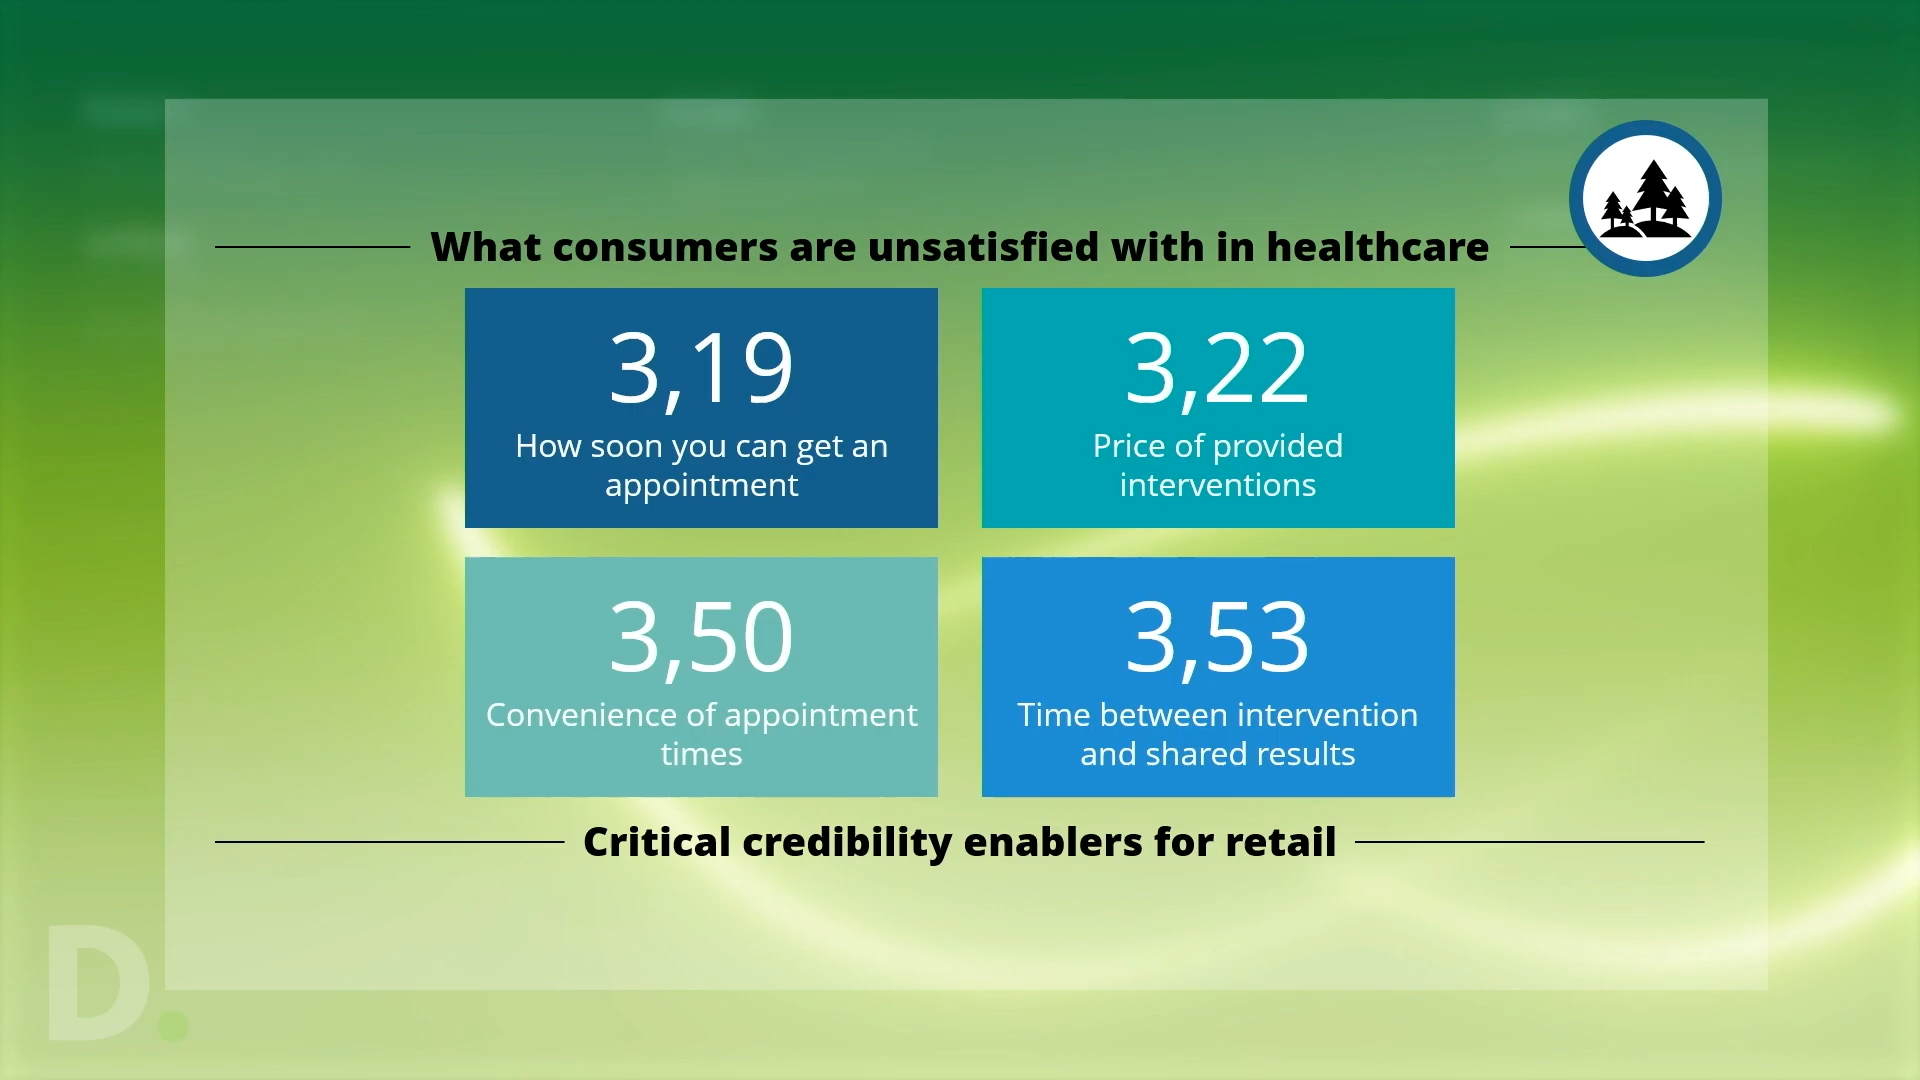 What consumers are unsatisfied with in healthcare
3,19
How soon you can get an
appointment
3,22
Price of provided
interventions
3,50
Convenience of appointment
times
3,53
Time between intervention
and shared results
Critical credibility enablers for retail
D.